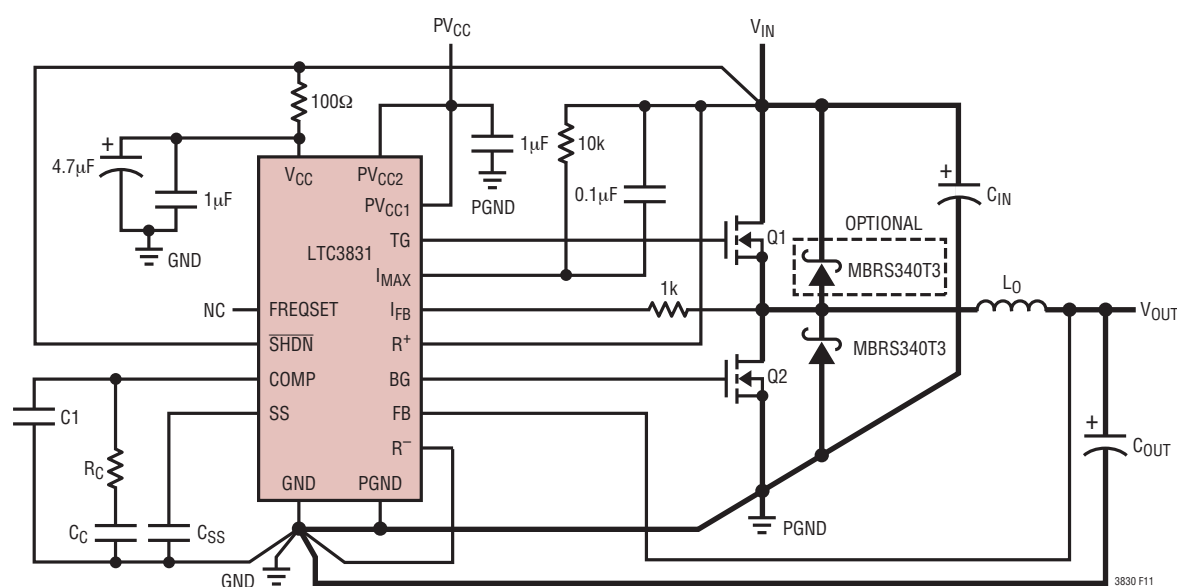 PVCC
VIN
100Ω
+
4.7µF
1µF
GND
1µF
PGND
10k
0.1µF
+
CIN
VCC
PVCC2
PVCC1
LTC3831
TG
IMAX
Q1
OPTIONAL
MBRS340T3
NC
FREQSET
IFB
1k
LO
VOUT
SHDN
R+
MBRS340T3
COMP
BG
Q2
C1
SS
FB
+
COUT
RC
R−
GND
PGND
CC
CSS
PGND
GND
3830 F11